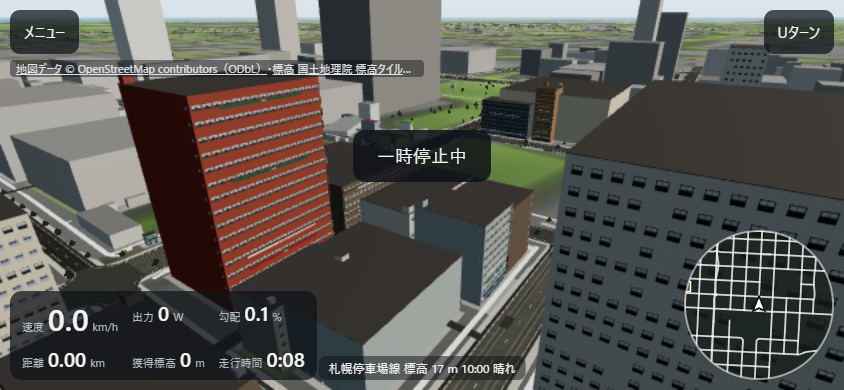 メニュー
Uターン
地図データ © OpenStreetMap contributors（ODbL）・標高 国土地理院 標高タイル...
一時停止中
速度 0.0 km/h 出力 0 W 勾配 0.1 %
距離 0.00 km 獲得標高 0 m 走行時間 0:08
札幌停車場線 標高 17 m 10:00 晴れ